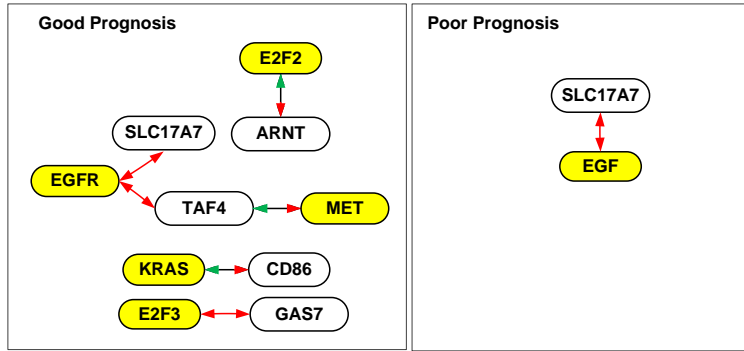 Good Prognosis
E2F2
SLC17A7
ARNT
EGFR
TAF4
MET
KRAS
CD86
E2F3
GAS7
Poor Prognosis
SLC17A7
EGF